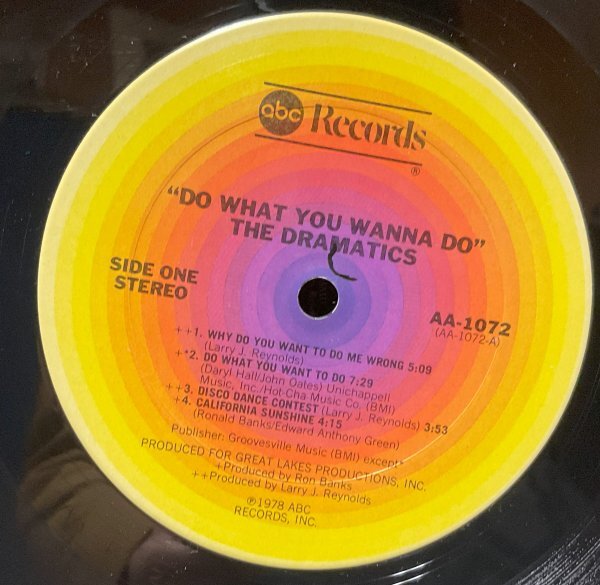 abc Records
®
"DO WHAT YOU WANNA DO"
THE DRAMATICS
SIDE ONE
STEREO
AA-1072
(AA-1072-A)
++1. WHY DO YOU WANT TO DO ME WRONG 5:09
(Larry J. Reynolds)
+*2. DO WHAT YOU WANT TO DO 7:29
(Daryl Hall/John Oates) Unichappell
Music, Inc./Hot-Cha Music Co. (BMI)
++3. DISCO DANCE CONTEST (Larry J. Reynolds) 3:53
+4. CALIFORNIA SUNSHINE 4:15
(Ronald Banks/Edward Anthony Green)
Publisher: Groovesville Music (BMI) except*
PRODUCED FOR GREAT LAKES PRODUCTIONS, INC.
+Produced by Ron Banks
++Produced by Larry J. Reynolds
℗1978 ABC
RECORDS, INC.